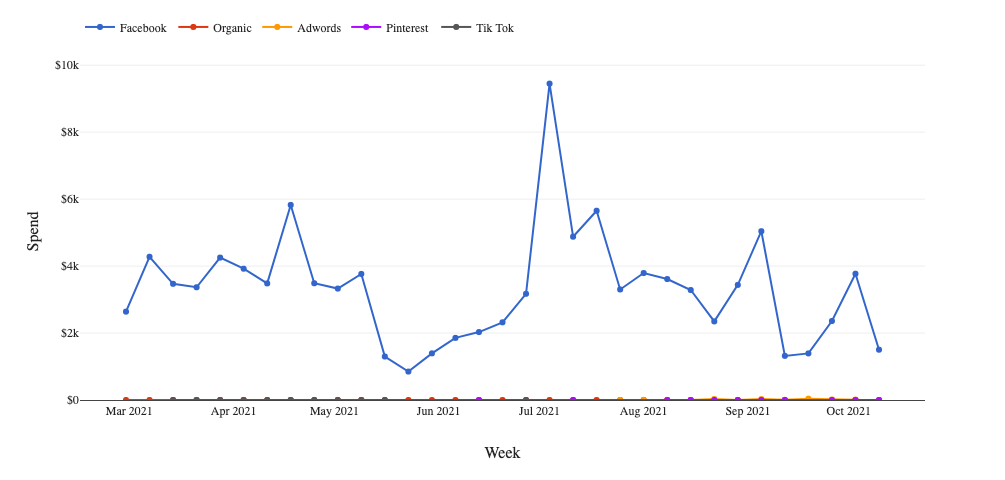 Facebook Organic Adwords Pinterest Tik Tok
$10k
$8k
$6k
$4k
$2k
$0
Spend
Mar 2021 Apr 2021 May 2021 Jun 2021 Jul 2021 Aug 2021 Sep 2021 Oct 2021
Week